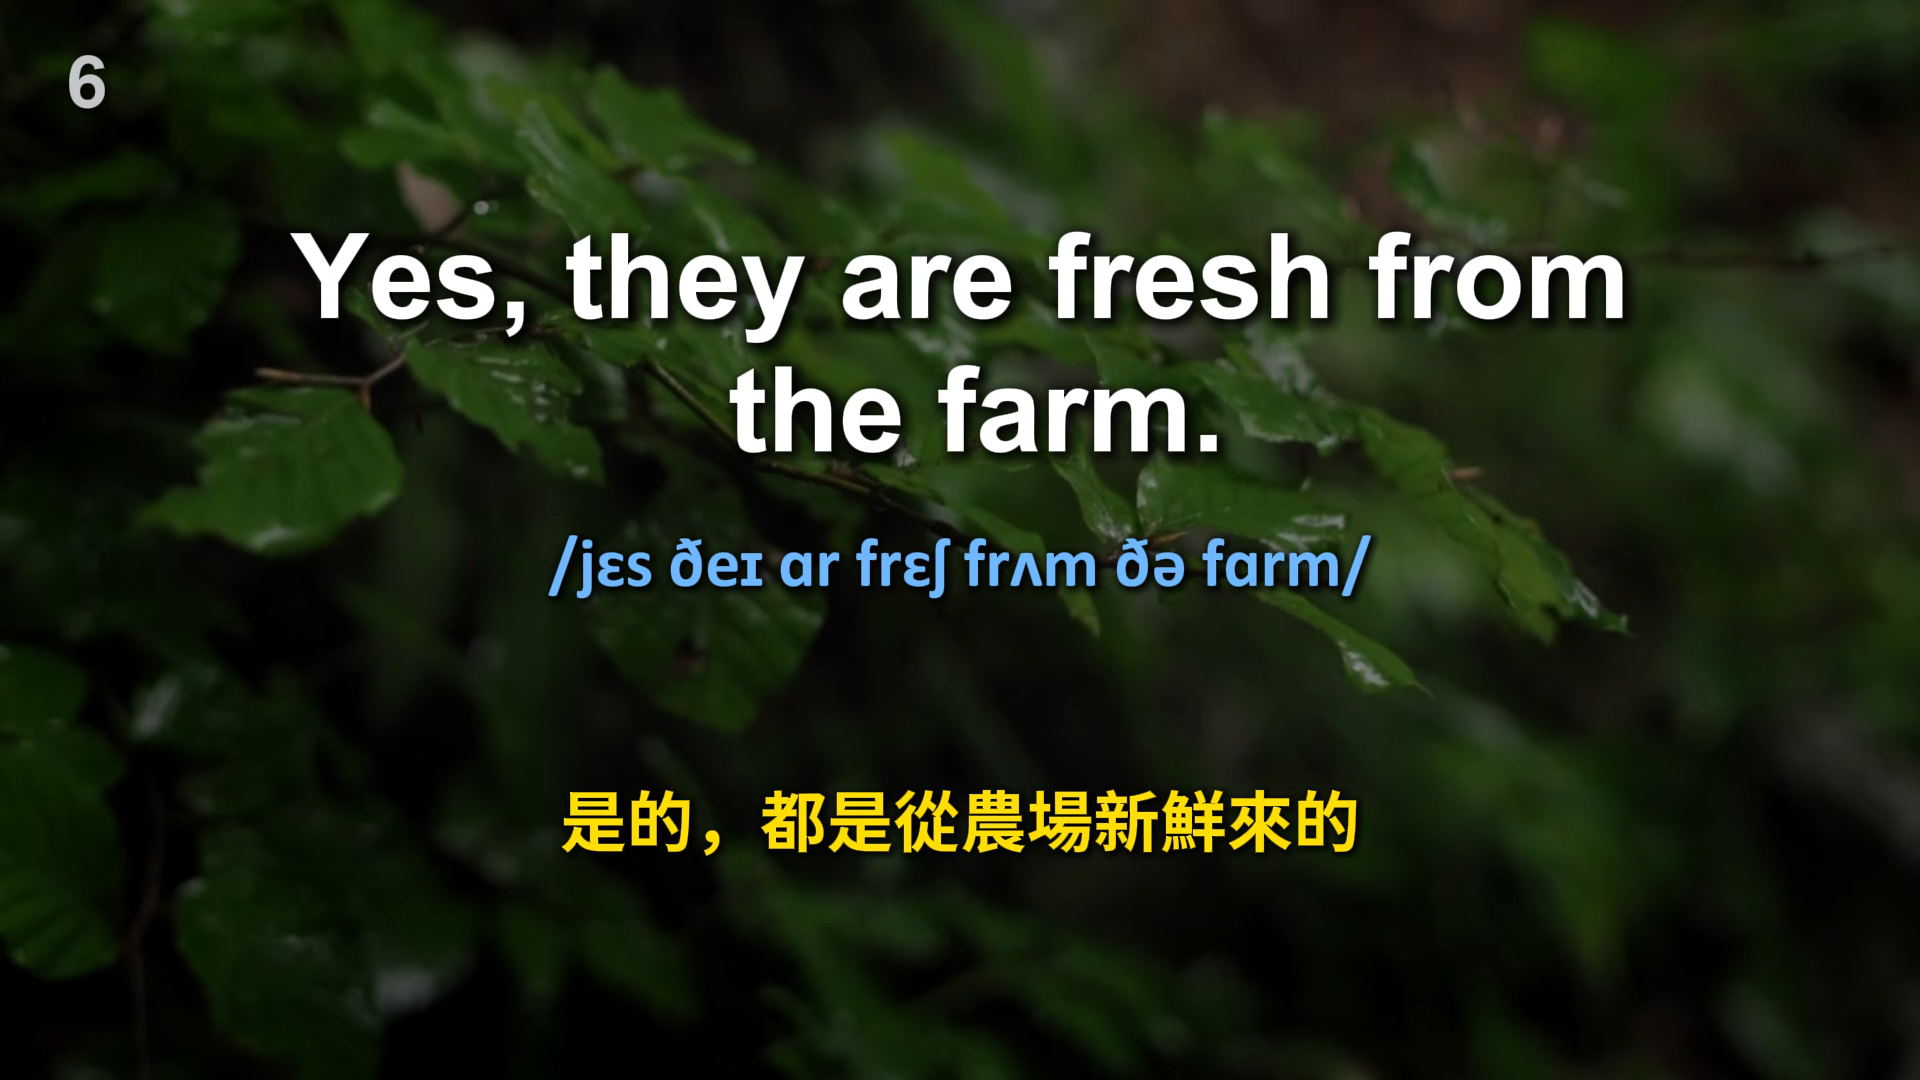 6
Yes, they are fresh from
the farm.
/jɛs ðeɪ ɑr frɛʃ frʌm ðə fɑrm/
是的，都是從農場新鮮來的